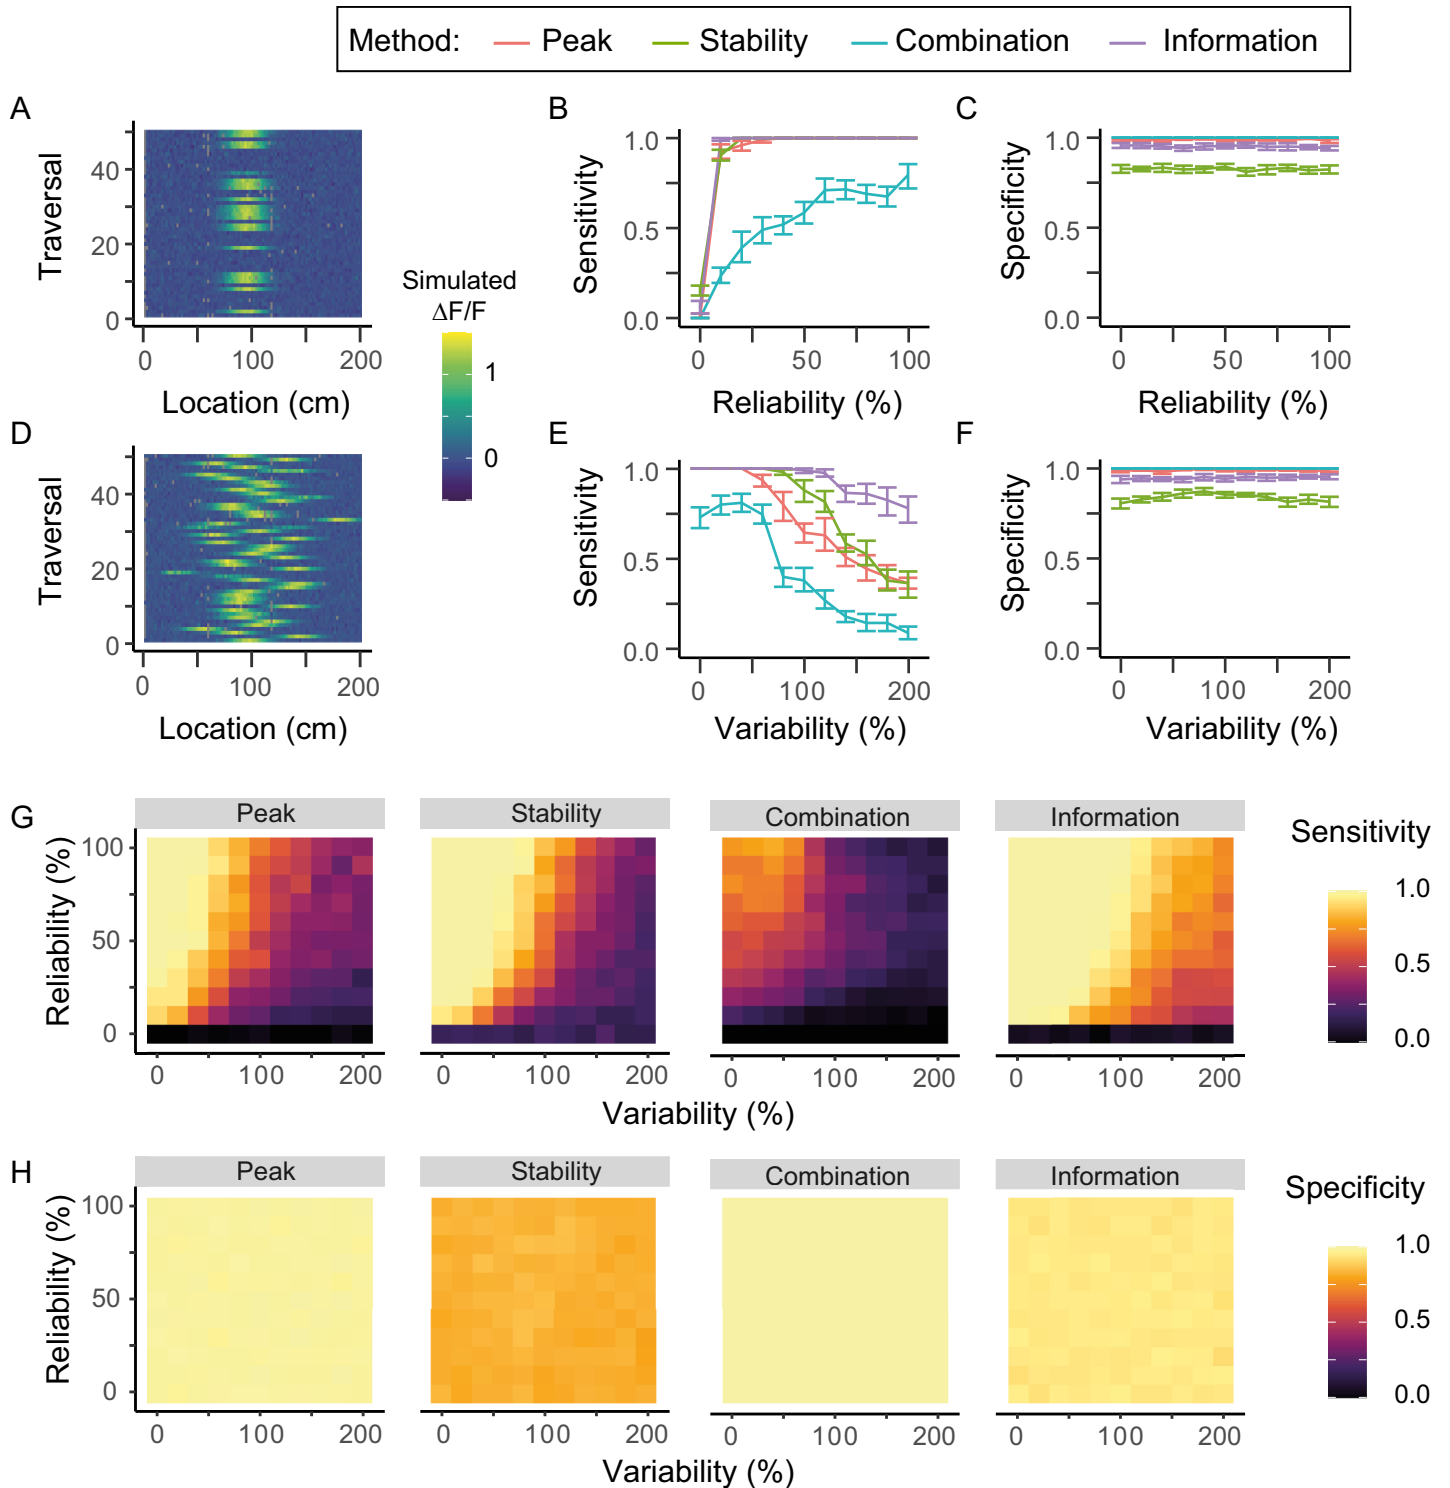 Method: Peak Stability Combination Information
A
Traversal
40
20
0
0 100 200
Location (cm)
Simulated
ΔF/F
1
0
B
Sensitivity
1.0
0.5
0.0
0 50 100
Reliability (%)
C
Specificity
1.0
0.5
0.0
0 50 100
Reliability (%)
D
Traversal
40
20
0
0 100 200
Location (cm)
E
Sensitivity
1.0
0.5
0.0
0 100 200
Variability (%)
F
Specificity
1.0
0.5
0.0
0 100 200
Variability (%)
G
Peak Stability Combination Information
Reliability (%)
100
50
0
0 100 200 0 100 200 0 100 200 0 100 200
Variability (%)
Sensitivity
1.0
0.5
0.0
H
Peak Stability Combination Information
Reliability (%)
100
50
0
0 100 200 0 100 200 0 100 200 0 100 200
Variability (%)
Specificity
1.0
0.5
0.0